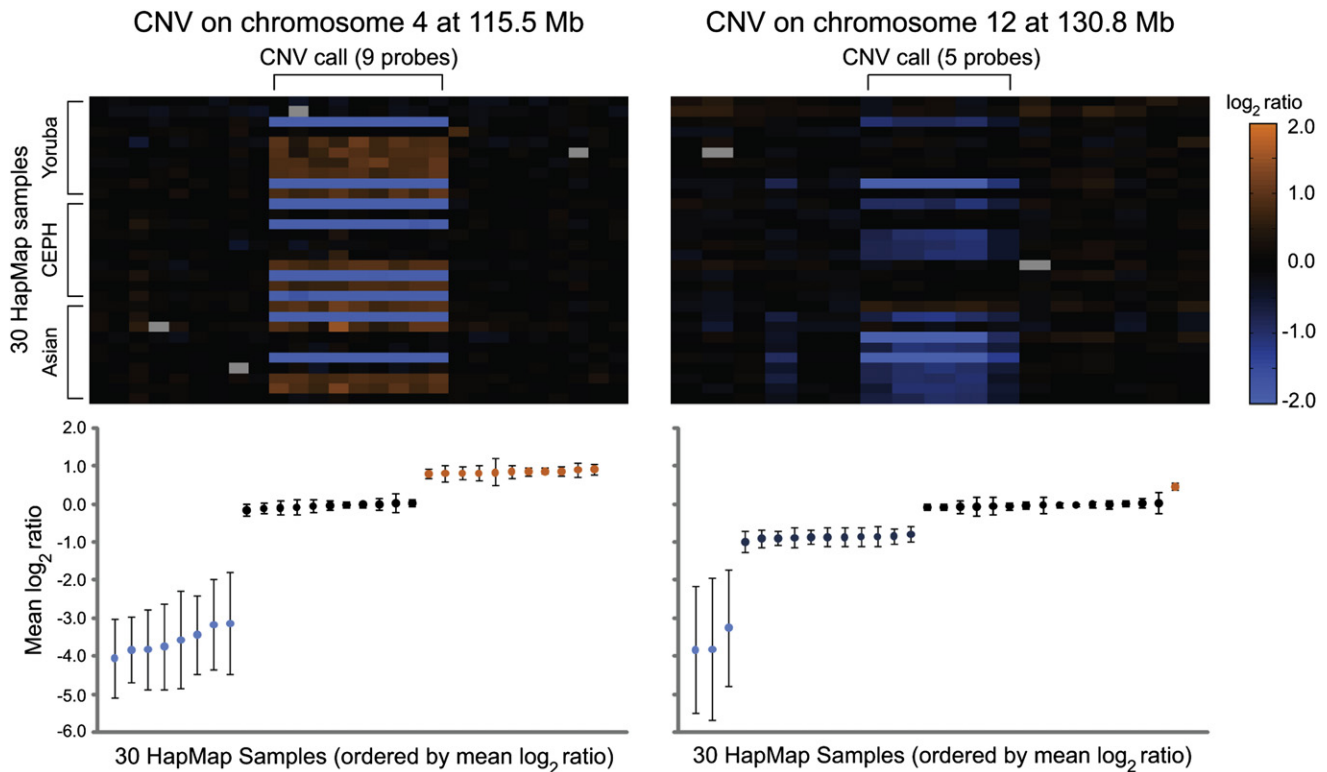 CNV on chromosome 4 at 115.5 Mb
CNV call (9 probes)
CNV on chromosome 12 at 130.8 Mb
CNV call (5 probes)
30 HapMap samples
Yoruba
CEPH
Asian
log2 ratio
2.0
1.0
0.0
-1.0
-2.0
Mean log2 ratio
2.0
1.0
0.0
-1.0
-2.0
-3.0
-4.0
-5.0
-6.0
30 HapMap Samples (ordered by mean log2 ratio)
30 HapMap Samples (ordered by mean log2 ratio)